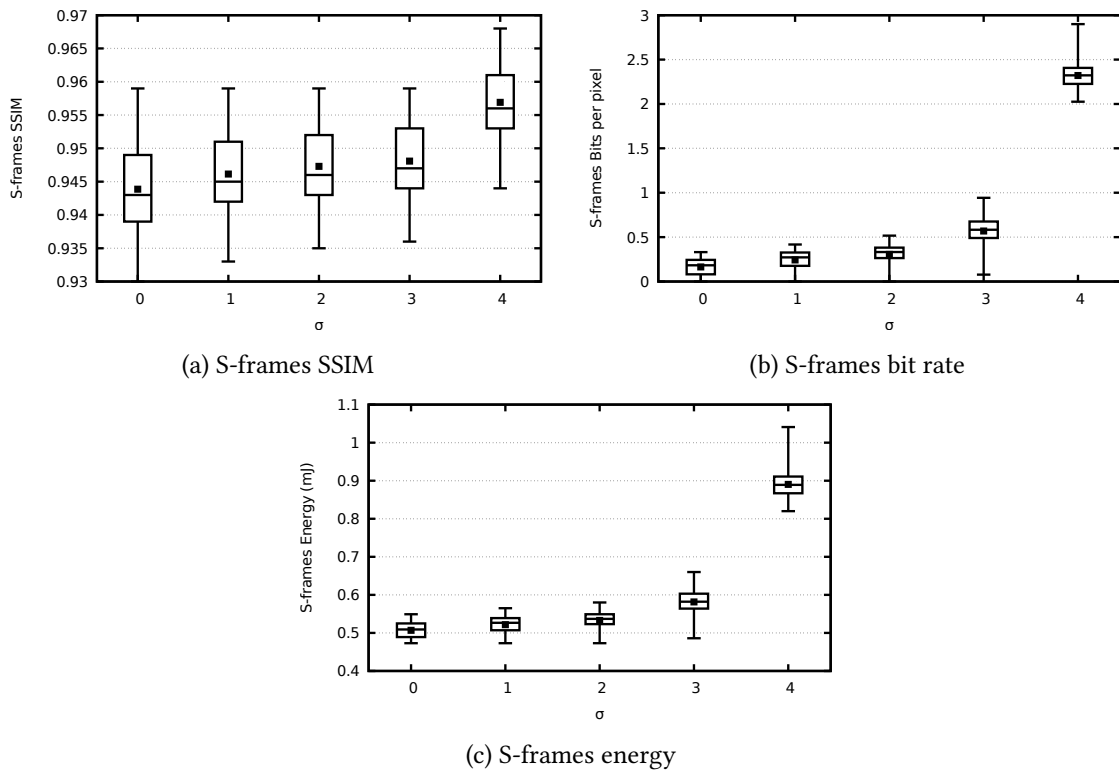 0.97
0.965
0.96
0.955
0.95
0.945
0.94
0.935
0.93
S-frames SSIM
0 1 2 3 4
σ
(a) S-frames SSIM
3
2.5
2
1.5
1
0.5
0
S-frames Bits per pixel
0 1 2 3 4
σ
(b) S-frames bit rate
1.1
1
0.9
0.8
0.7
0.6
0.5
0.4
S-frames Energy (mJ)
0 1 2 3 4
σ
(c) S-frames energy